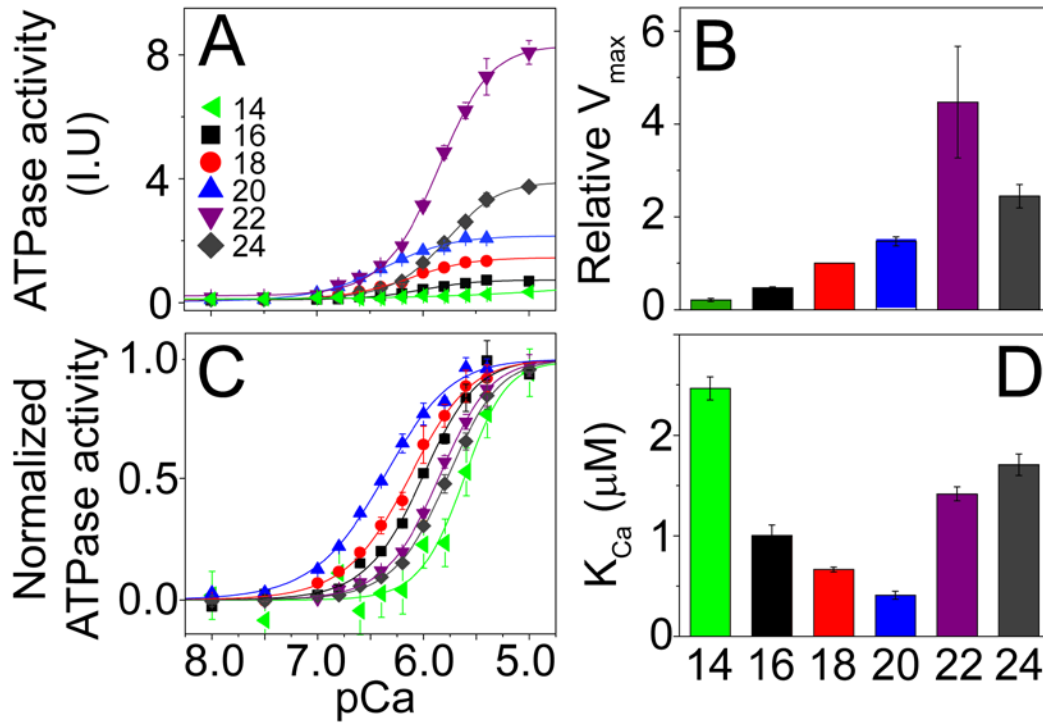 A
ATPase activity
(I.U)
8
4
0
14
16
18
20
22
24
B
Relative Vmax
6
4
2
0
C
Normalized
ATPase activity
1.0
0.5
0.0
8.0 7.0 6.0 5.0
pCa
D
KCa (μM)
2
1
0
14 16 18 20 22 24